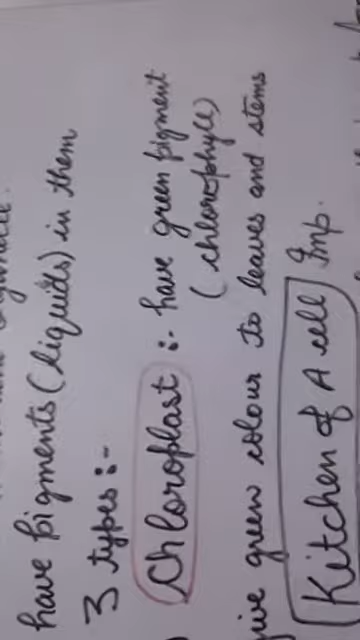 have pigments (liquids) in them
3 types :-
Chloroplast :- have green pigment
(chlorophyll)
ive green colour to leaves and stems
Kitchen of A cell Imp.